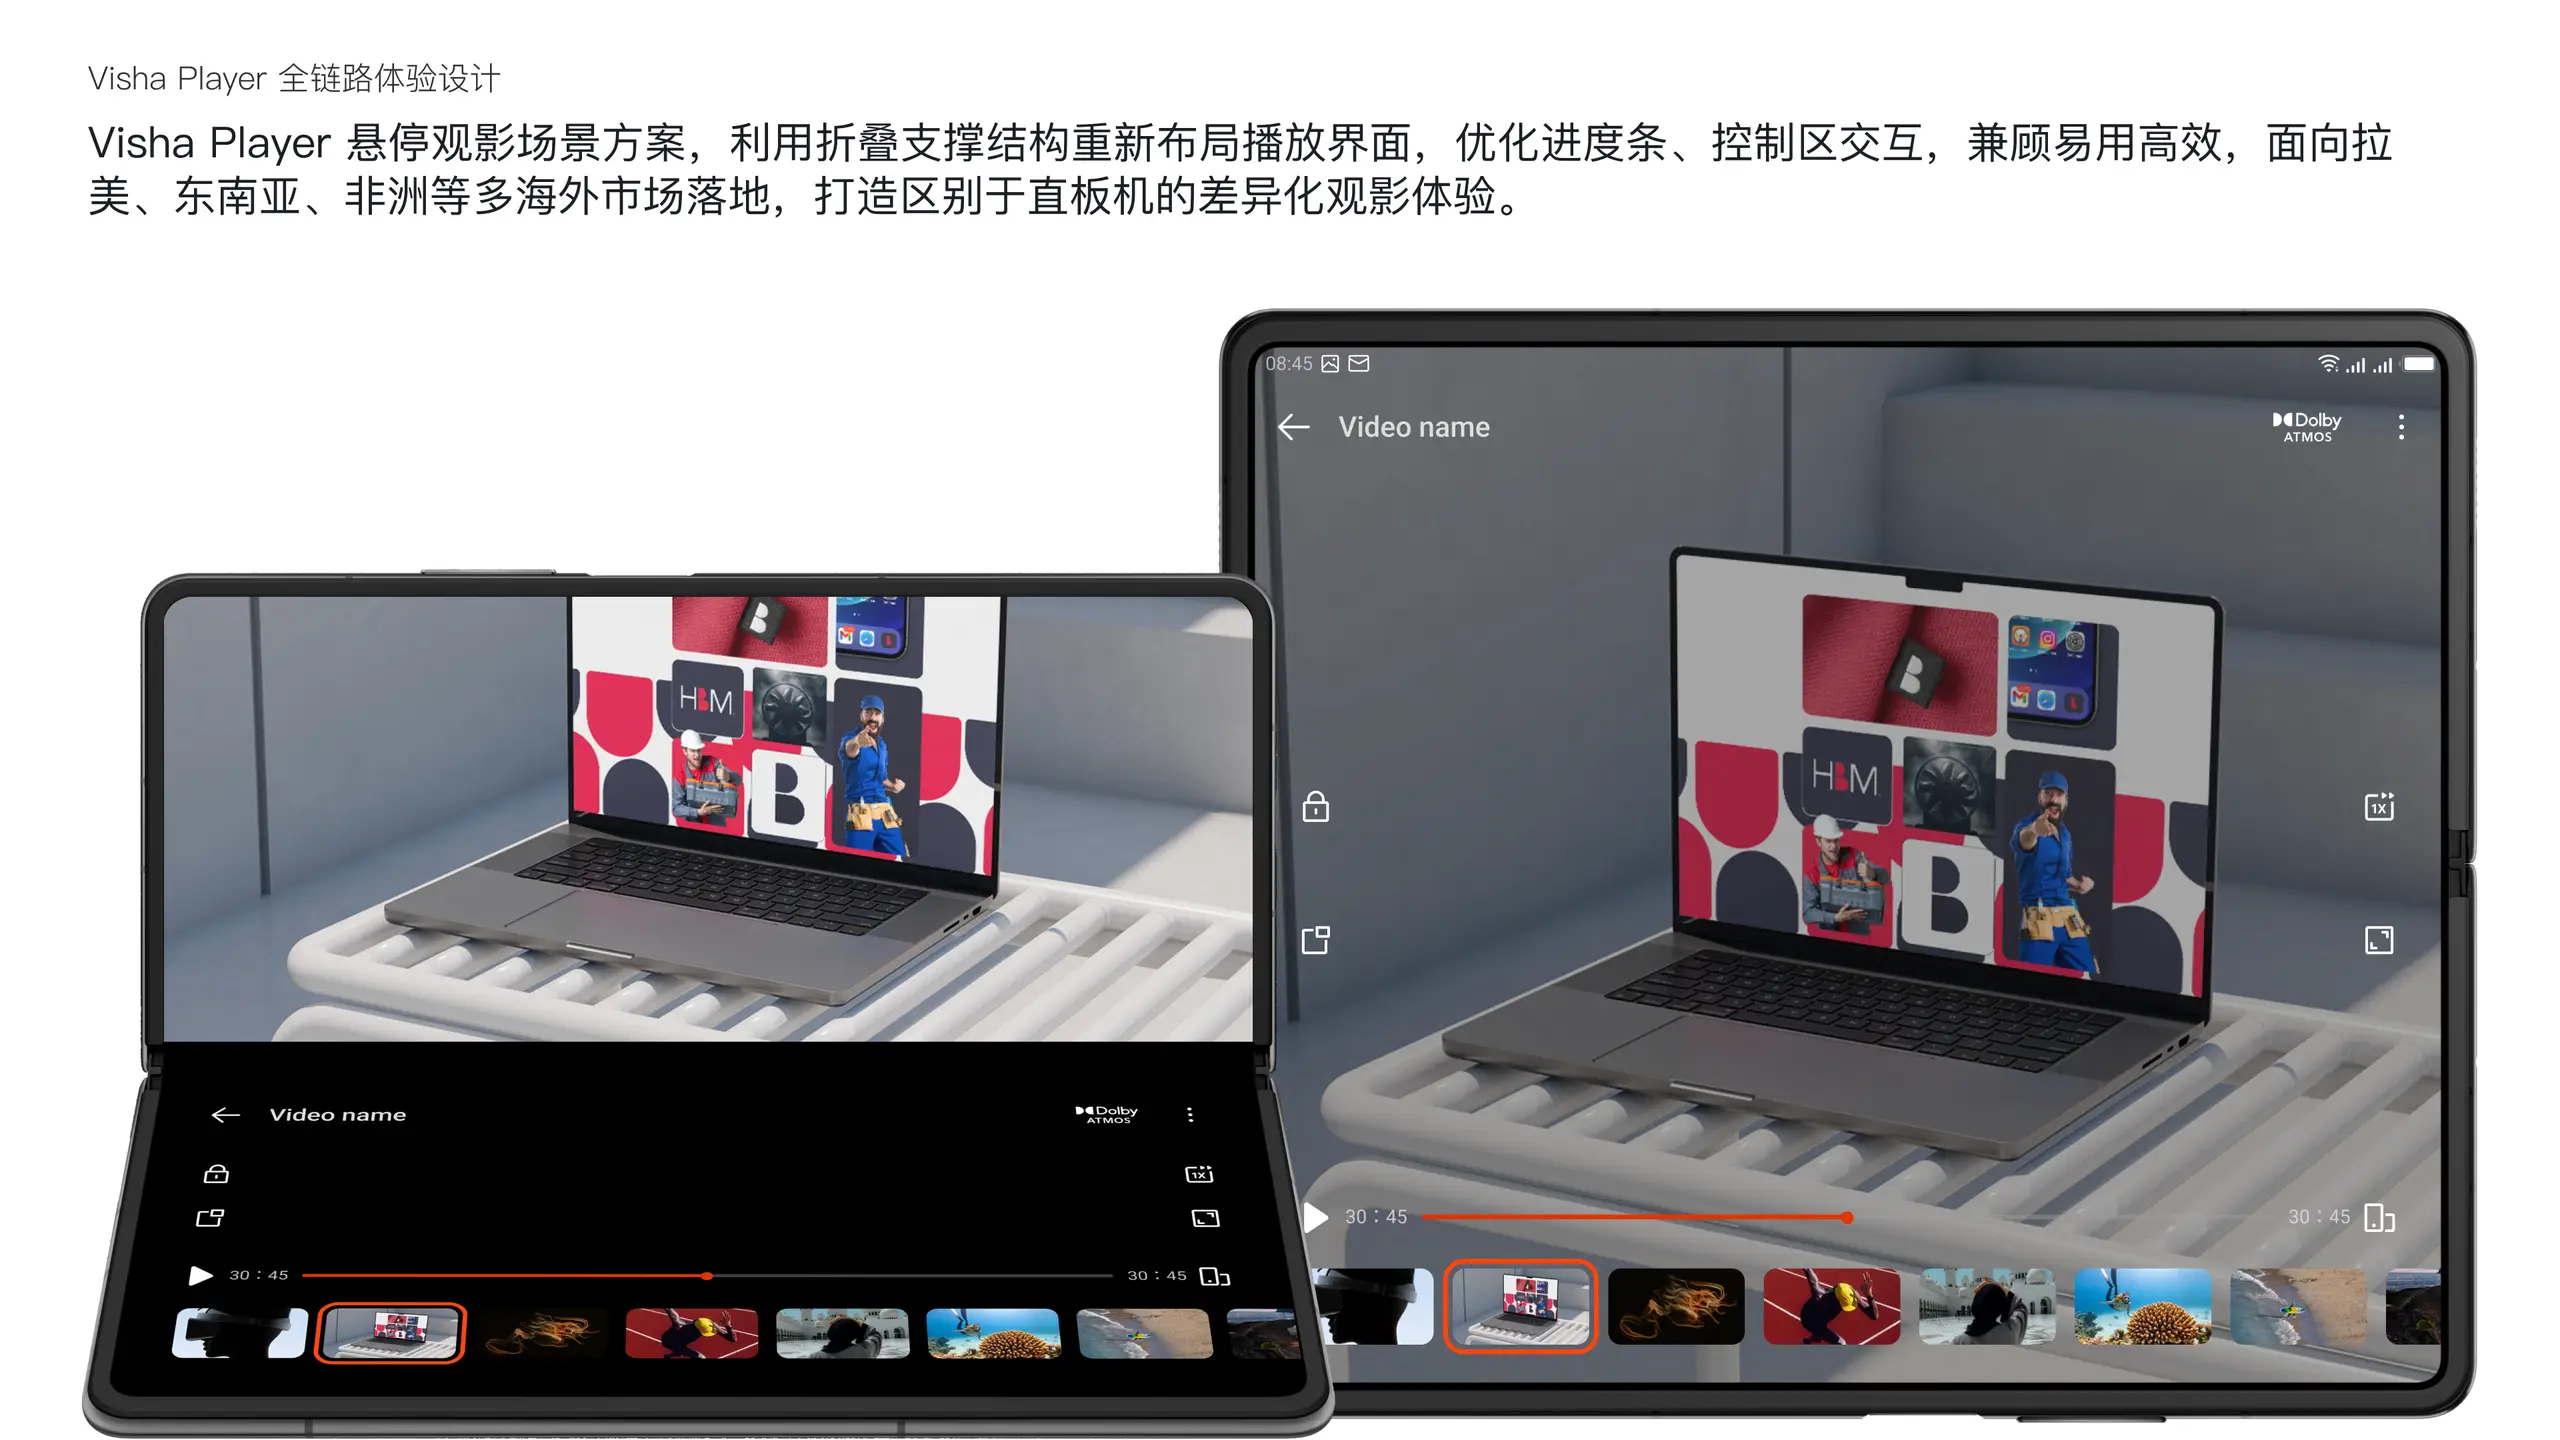 Visha Player 全链路体验设计
Visha Player 悬停观影场景方案，利用折叠支撑结构重新布局播放界面，优化进度条、控制区交互，兼顾易用高效，面向拉
美、东南亚、非洲等多海外市场落地，打造区别于直板机的差异化观影体验。
08:45
Video name
Dolby
ATMOS
B
HBM
B
1X
30：45
30：45
B
HBM
B
Video name
Dolby
ATMOS
1X
30：45
30：45